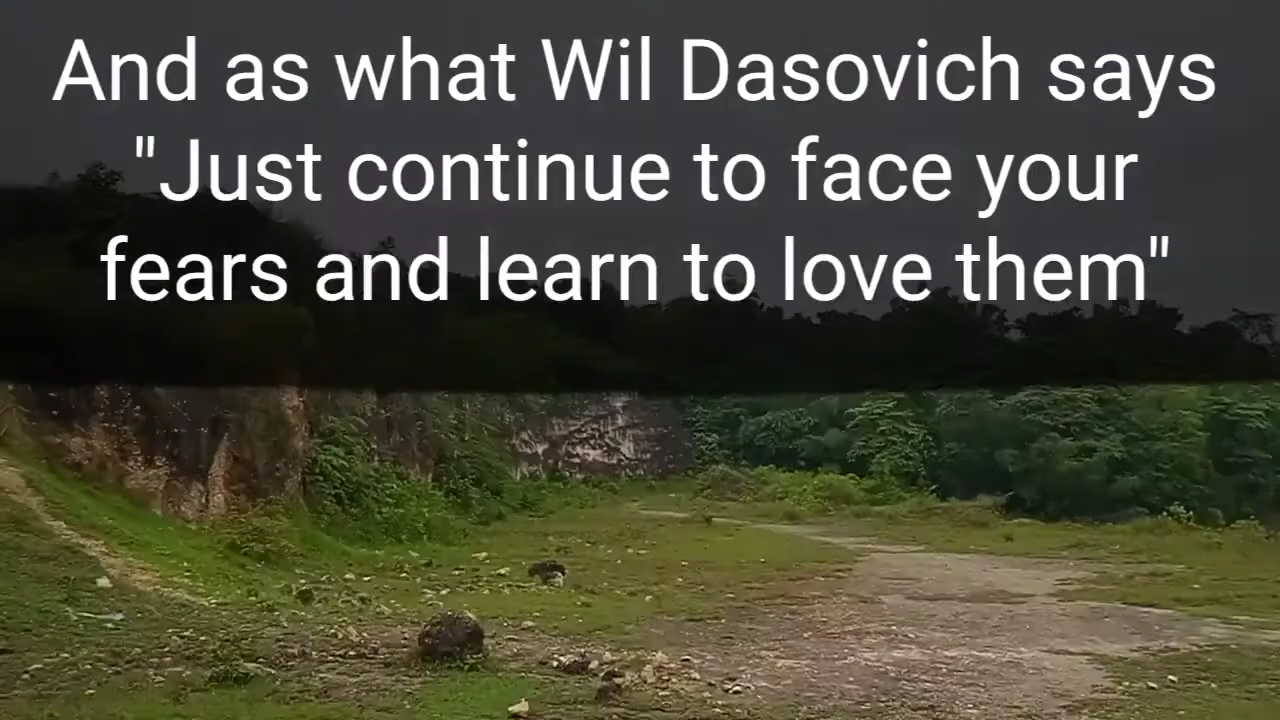 And as what Wil Dasovich says
"Just continue to face your
fears and learn to love them"